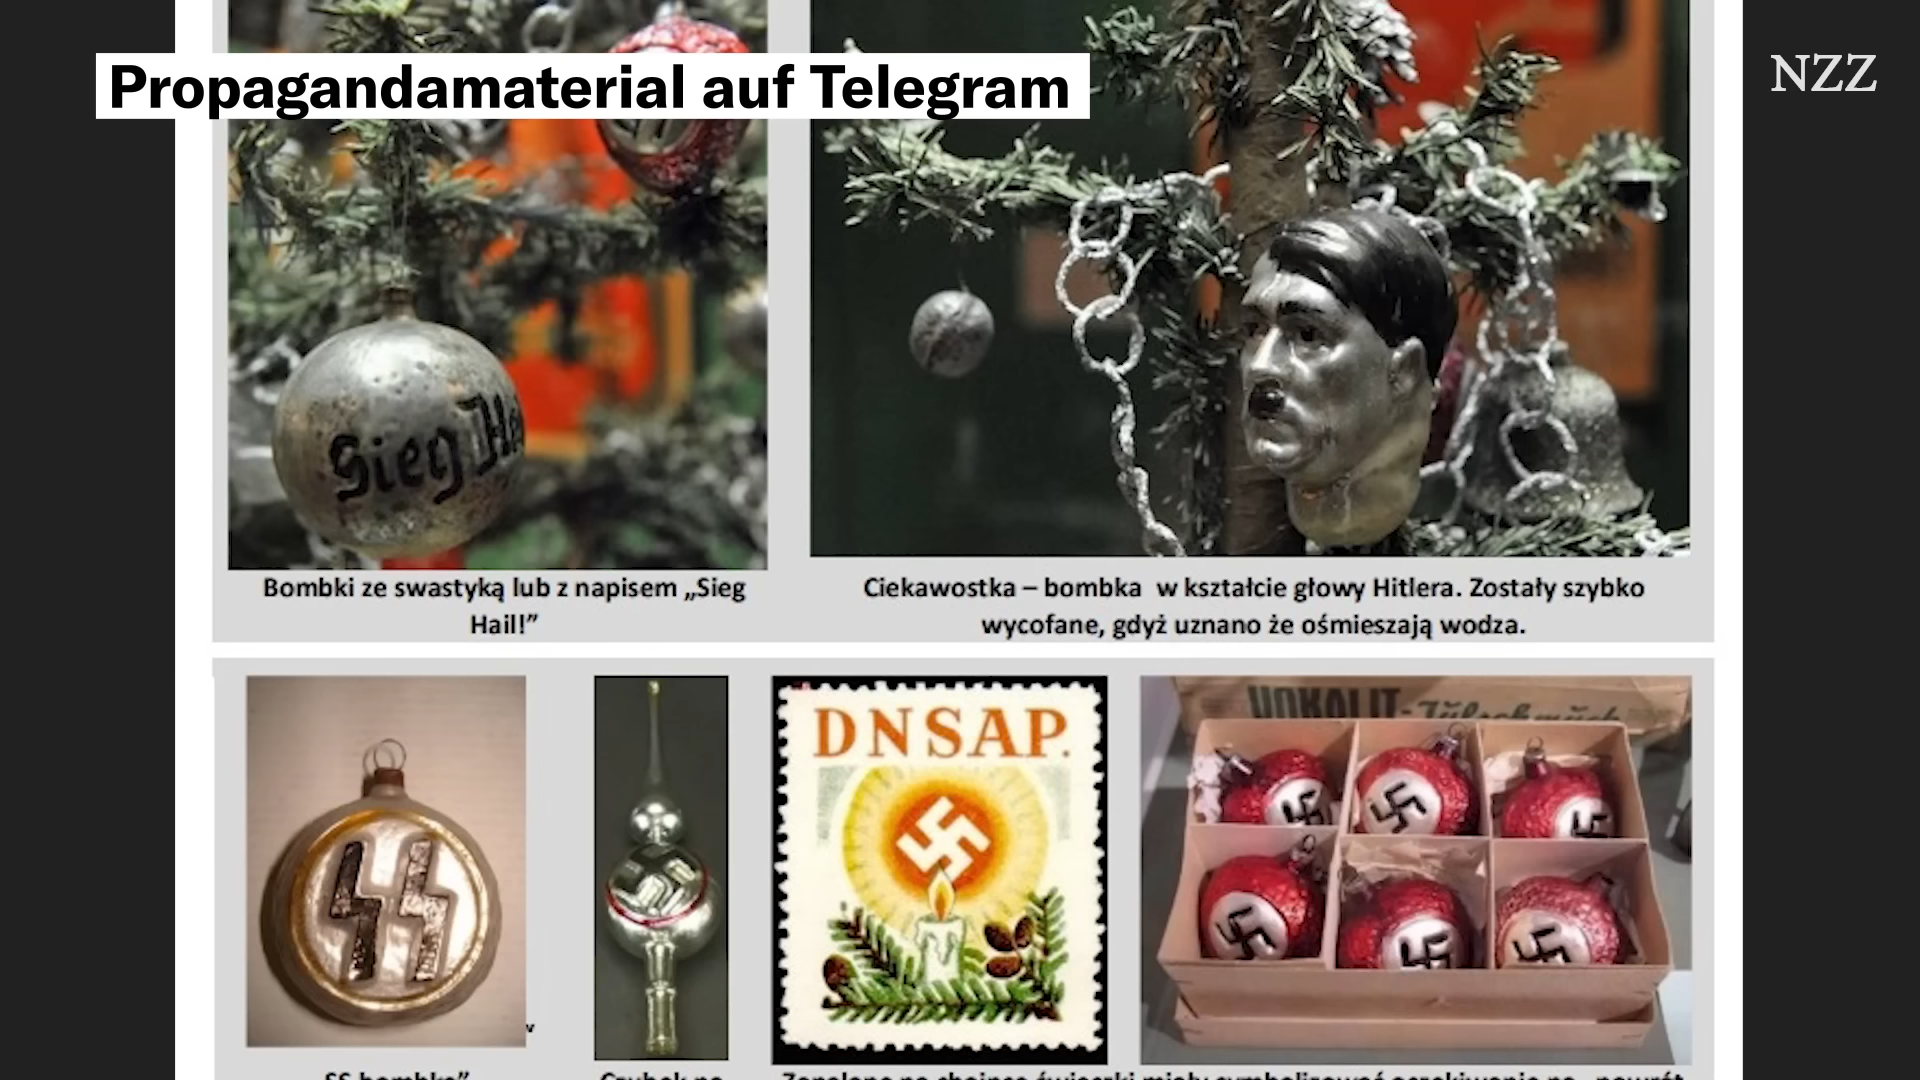 Propagandamaterial auf Telegram
NZZ
Sieg
Bombki ze swastyką lub z napisem „Sieg
Hail!”
Ciekawostka – bombka w kształcie głowy Hitlera. Zostały szybko
wycofane, gdyż uznano że ośmieszają wodza.
DNSAP.